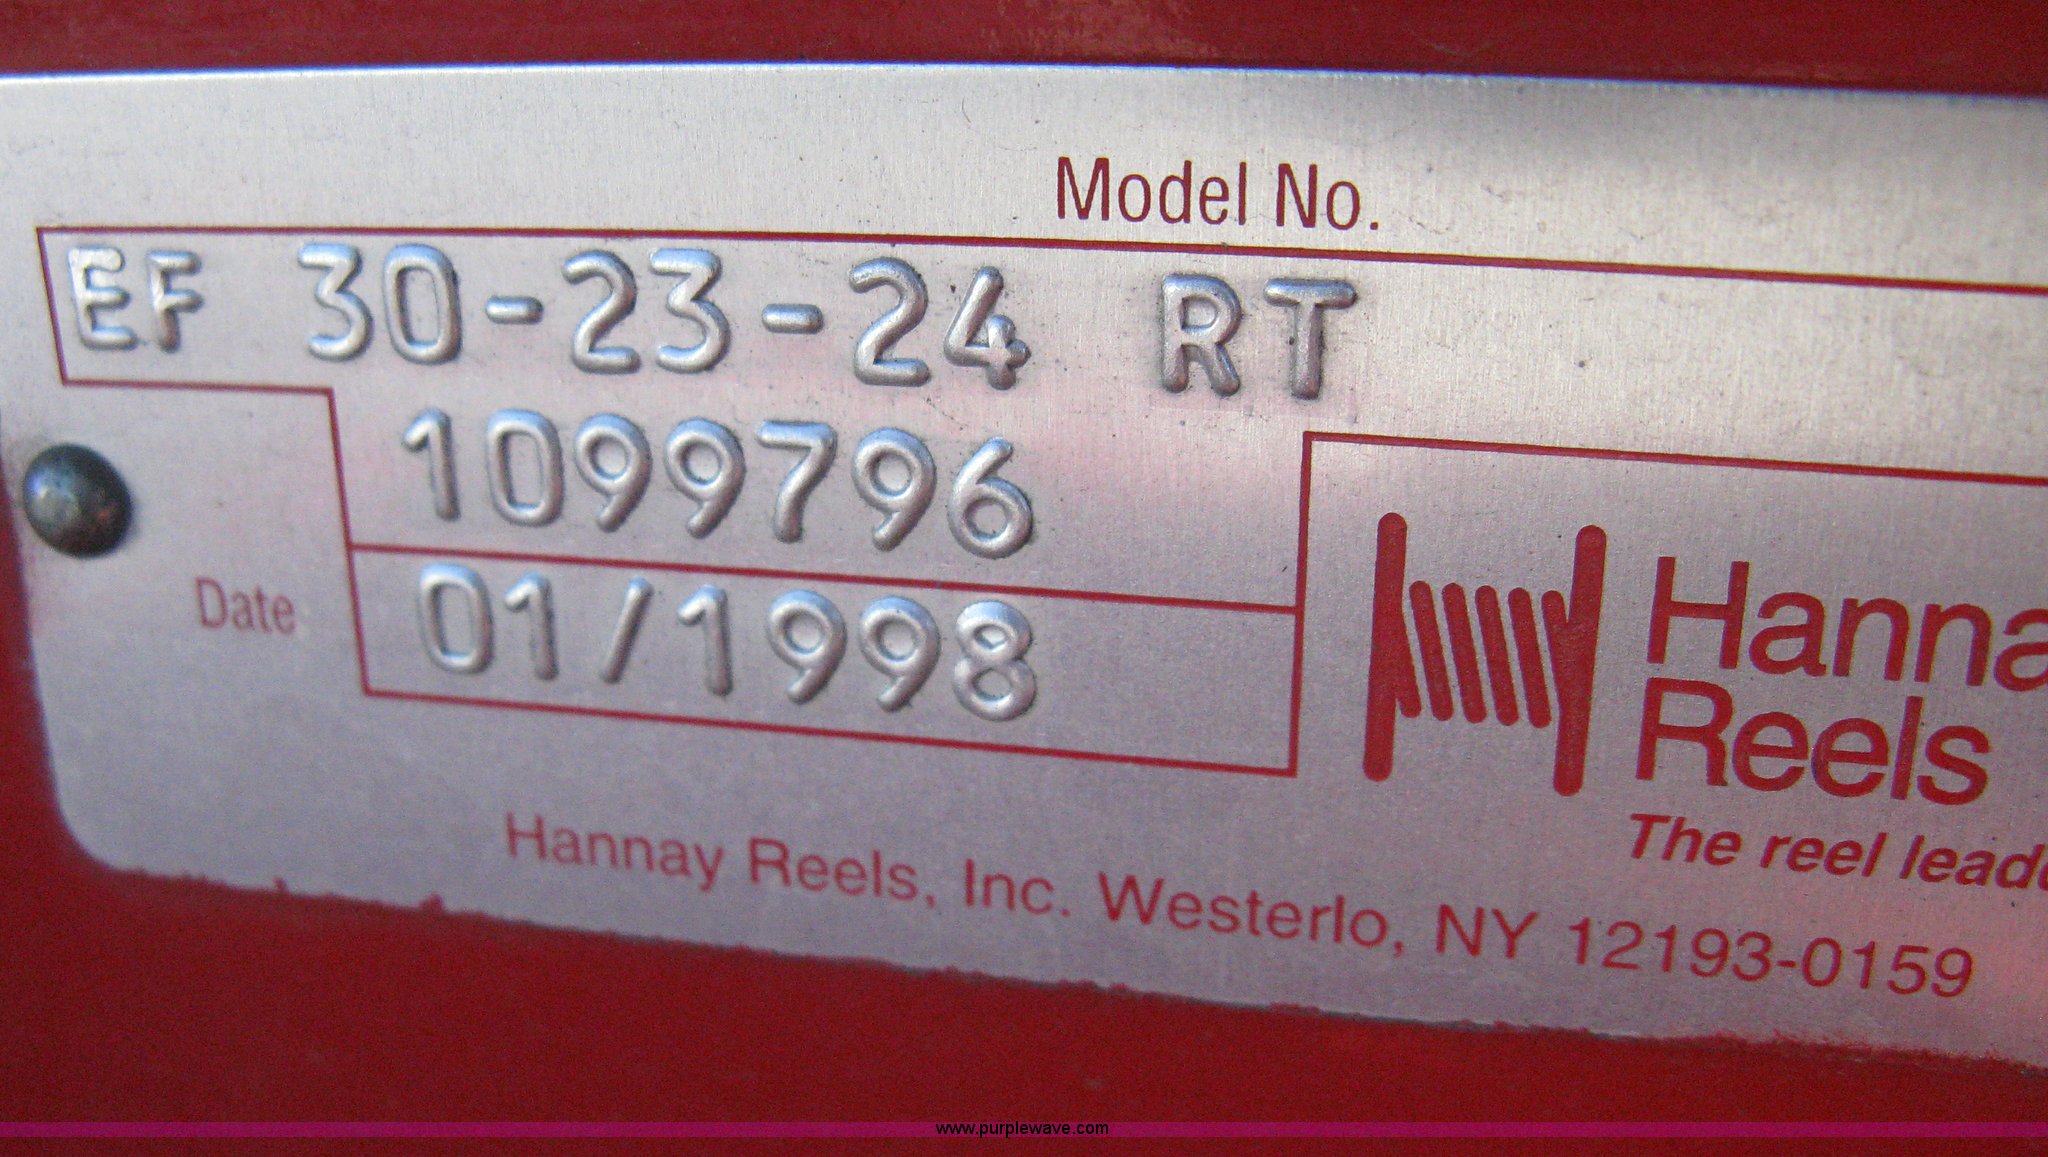 Model No.
EF 30-23-24 RT
1099796
Date 01/1998
Hanna
Reels
The reel
Hannay Reels, Inc. Westerlo, NY 12193-0159
www.purplewave.com